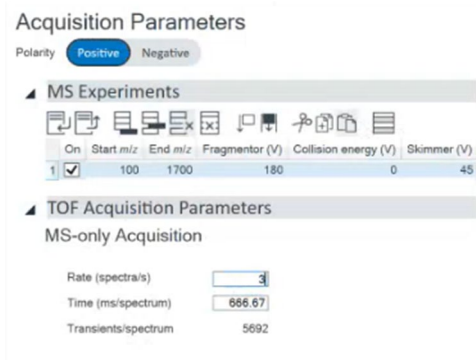 Acquisition Parameters
Polarity Positive Negative
MS Experiments
On Start m/z End m/z Fragmentor (V) Collision energy (V) Skimmer (V)
1 100 1700 180 0 45
TOF Acquisition Parameters
MS-only Acquisition
Rate (spectra/s) 3
Time (ms/spectrum) 666.67
Transients/spectrum 5692